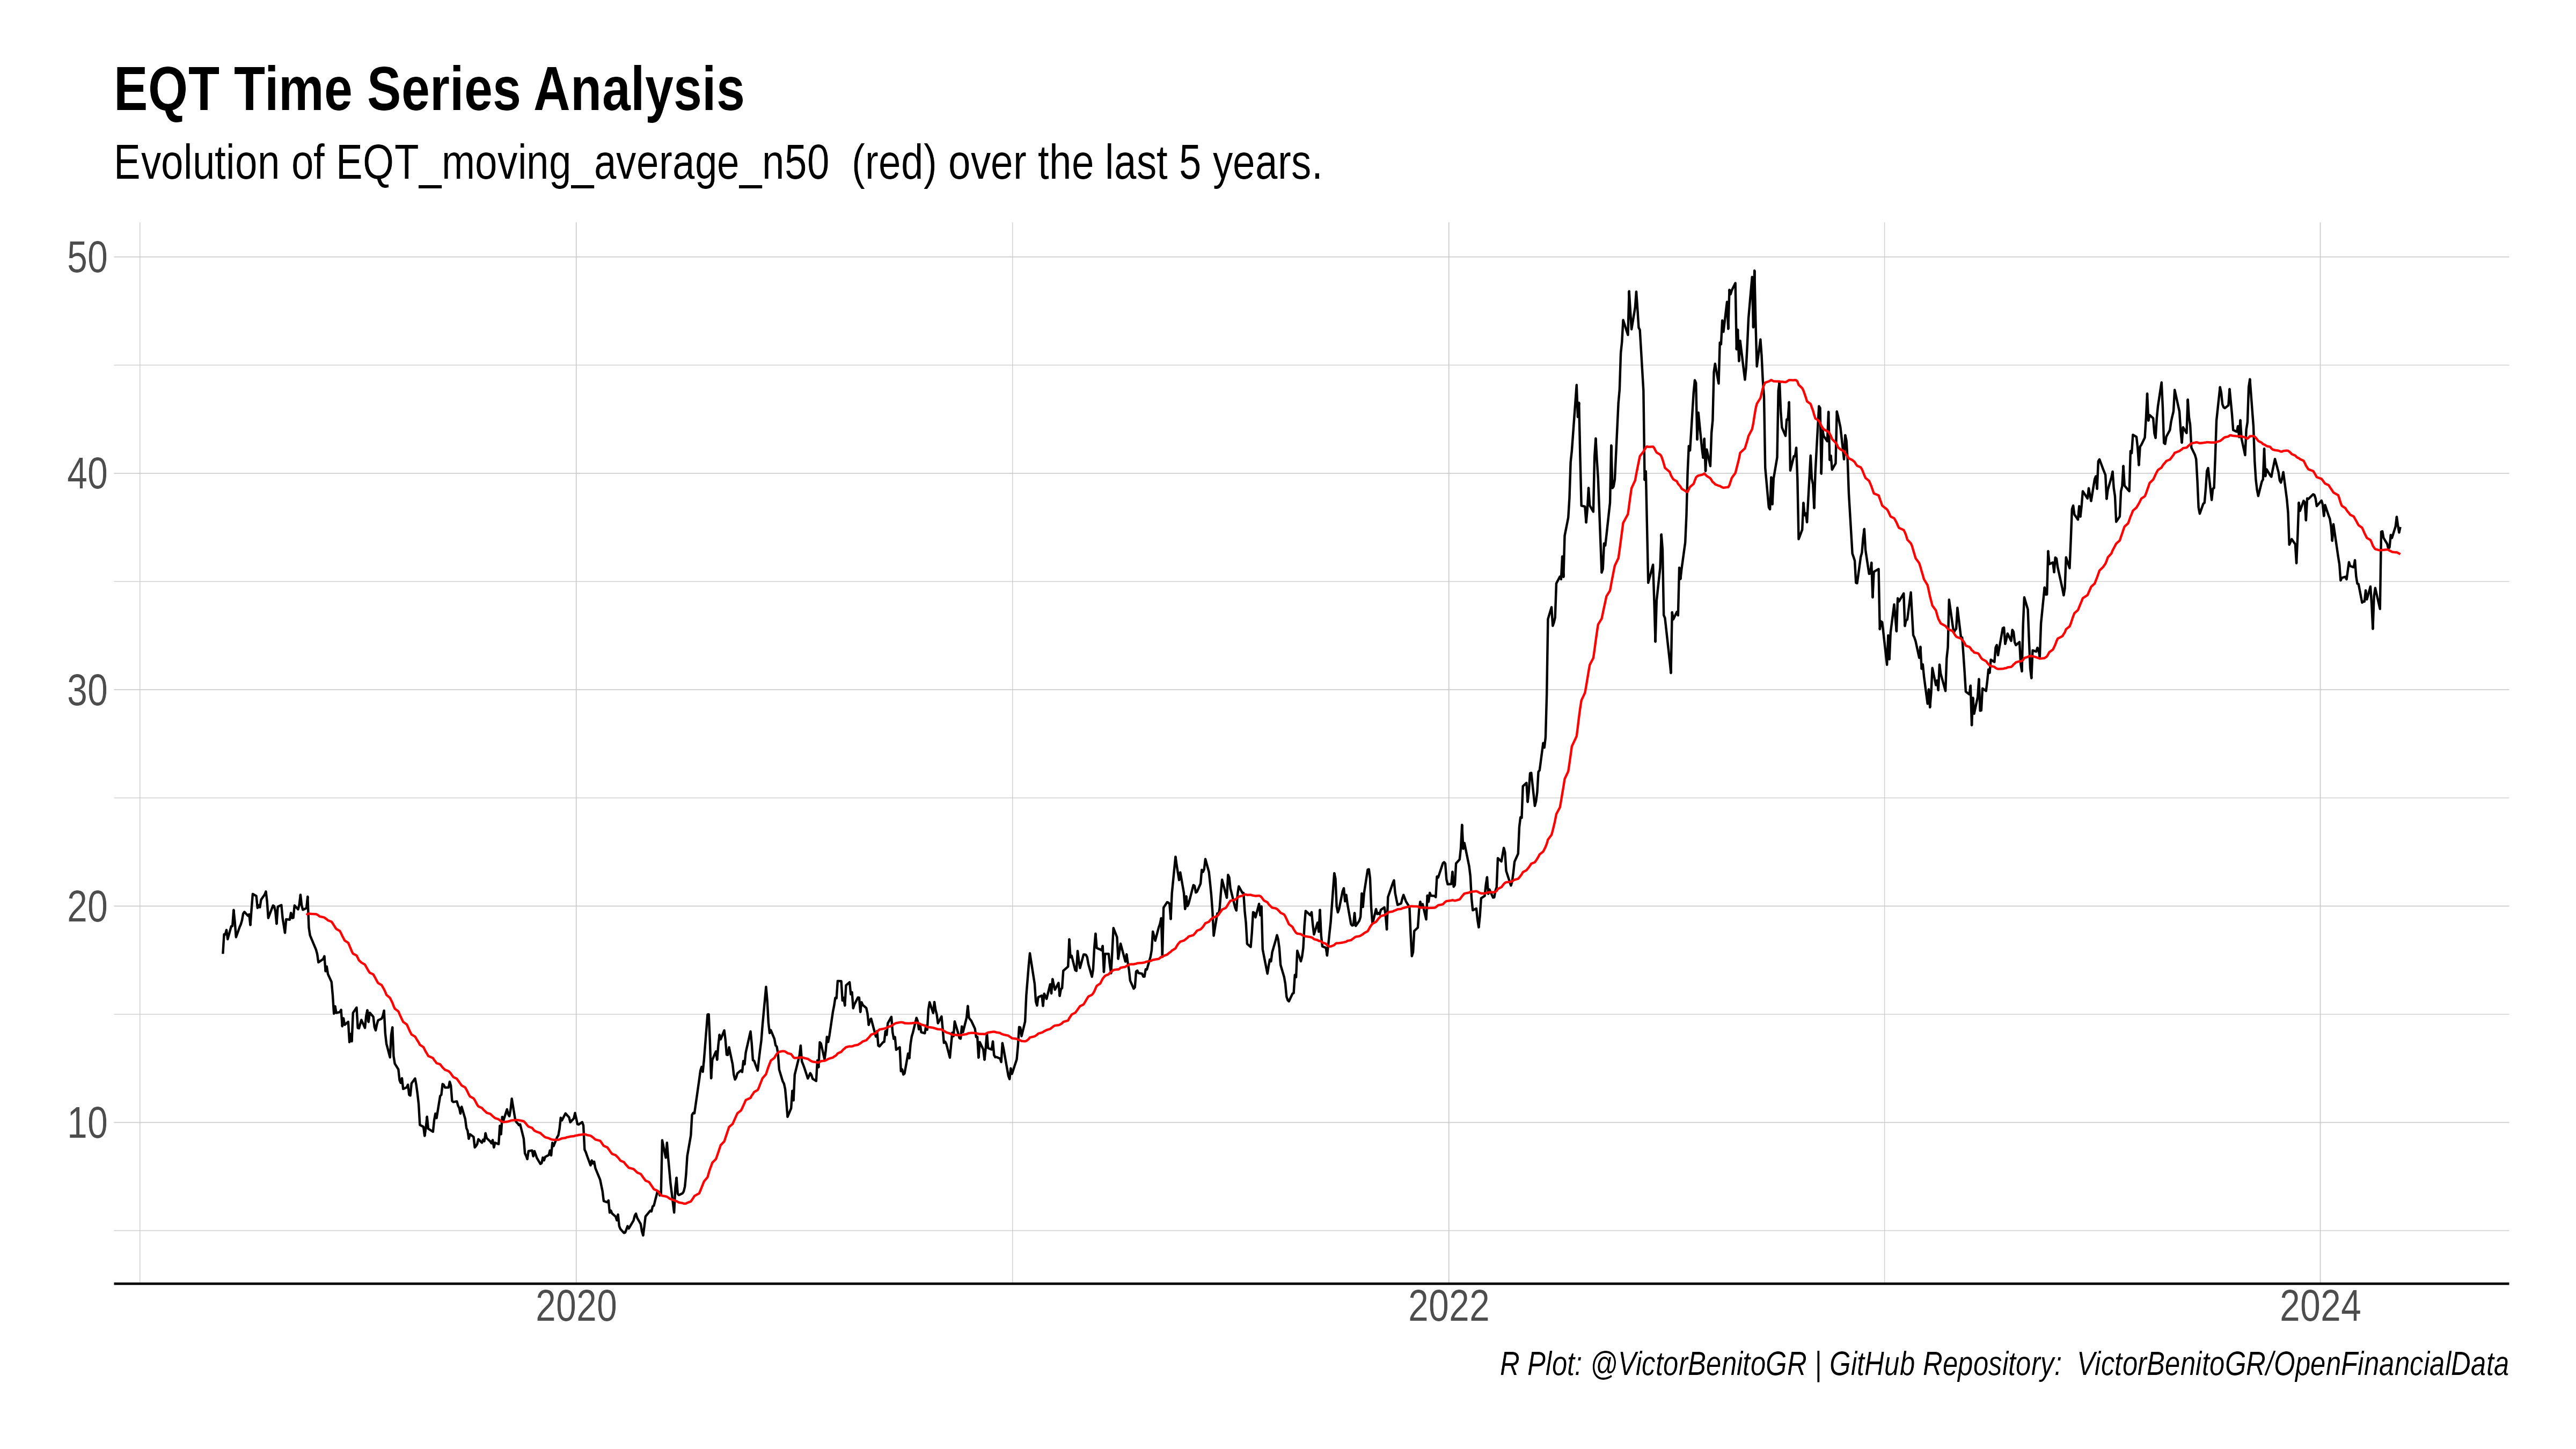 EQT Time Series Analysis
Evolution of EQT_moving_average_n50  (red) over the last 5 years.
50
40
30
20
10
2020
2022
2024
R Plot: @VictorBenitoGR | GitHub Repository:  VictorBenitoGR/OpenFinancialData